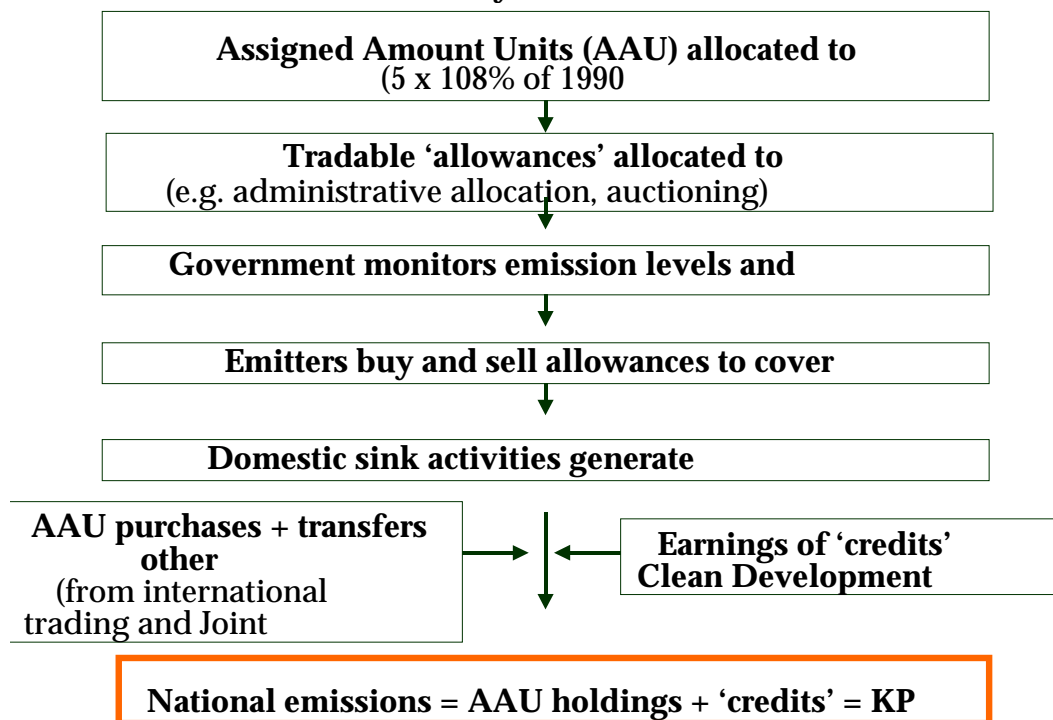 Assigned Amount Units (AAU) allocated to
(5 x 108% of 1990
Tradable ‘allowances’ allocated to
(e.g. administrative allocation, auctioning)
Government monitors emission levels and
Emitters buy and sell allowances to cover
Domestic sink activities generate
AAU purchases + transfers
other
(from international
trading and Joint
Earnings of ‘credits’
Clean Development
National emissions = AAU holdings + ‘credits’ = KP